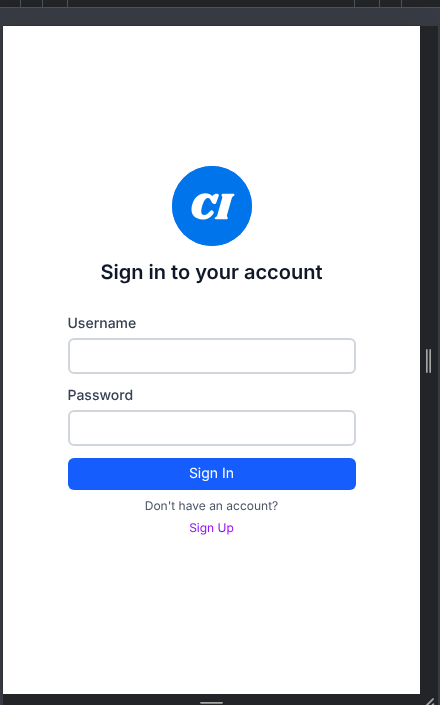 CI
Sign in to your account
Username
Password
Sign In
Don't have an account?
Sign Up